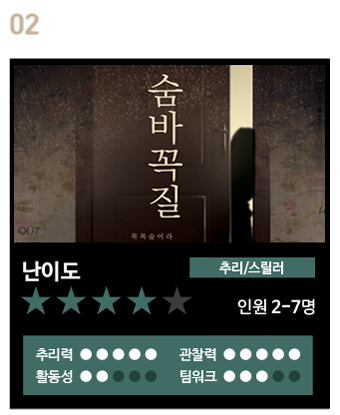 02
숨바꼭질
꼭꼭숨어라
OUT
난이도
추리/스릴러
인원 2-7명
추리력
관찰력
활동성
팀워크